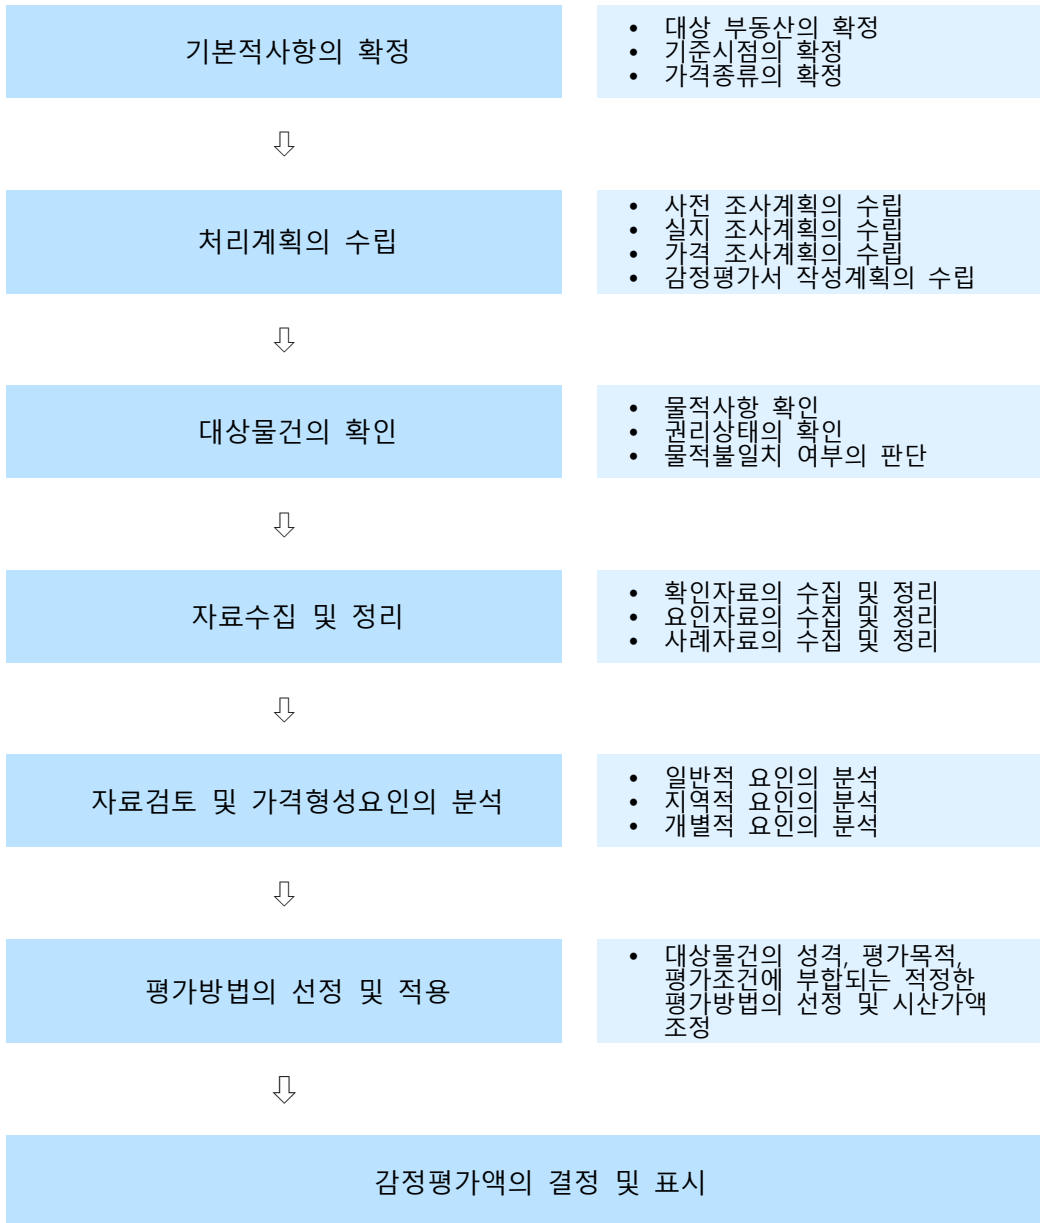 기본적사항의 확정
• 대상 부동산의 확정
• 기준시점의 확정
• 가격종류의 확정
⇩
처리계획의 수립
• 사전 조사계획의 수립
• 실지 조사계획의 수립
• 가격 조사계획의 수립
• 감정평가서 작성계획의 수립
⇩
대상물건의 확인
• 물적사항 확인
• 권리상태의 확인
• 물적불일치 여부의 판단
⇩
자료수집 및 정리
• 확인자료의 수집 및 정리
• 요인자료의 수집 및 정리
• 사례자료의 수집 및 정리
⇩
자료검토 및 가격형성요인의 분석
• 일반적 요인의 분석
• 지역적 요인의 분석
• 개별적 요인의 분석
⇩
평가방법의 선정 및 적용
• 대상물건의 성격, 평가목적,
평가조건에 부합되는 적정한
평가방법의 선정 및 시산가액
조정
⇩
감정평가액의 결정 및 표시